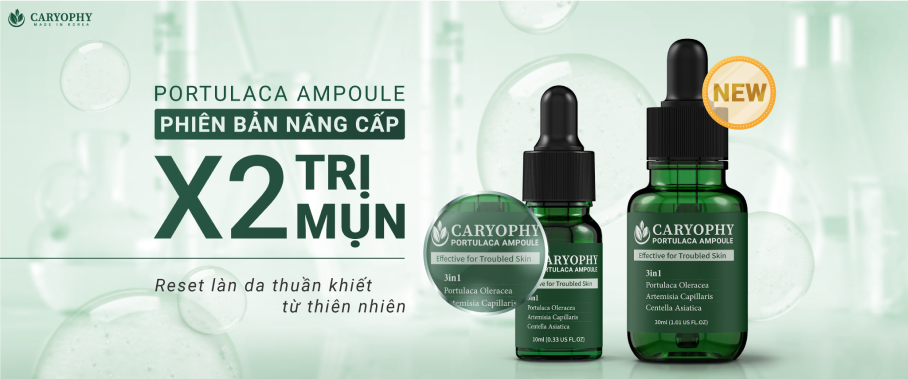 CARYOPHY
MADE IN KOREA
PORTULACA AMPOULE
PHIÊN BẢN NÂNG CẤP
X2 TRỊ
MỤN
Reset làn da thuần khiết
từ thiên nhiên
CARYOPHY
PORTULACA AMPOULE
Effective for Troubled Skin
3in1
Portulaca Oleracea
Artemisia Capillaris
CARYOPHY
PORTULACA AMPOULE
Effective for Troubled Skin
3in1
Portulaca Oleracea
Artemisia Capillaris
Centella Asiatica
10ml (0.33 US FL.OZ)
NEW
CARYOPHY
PORTULACA AMPOULE
Effective for Troubled Skin
3in1
Portulaca Oleracea
Artemisia Capillaris
Centella Asiatica
30ml (1.01 US FL.OZ)